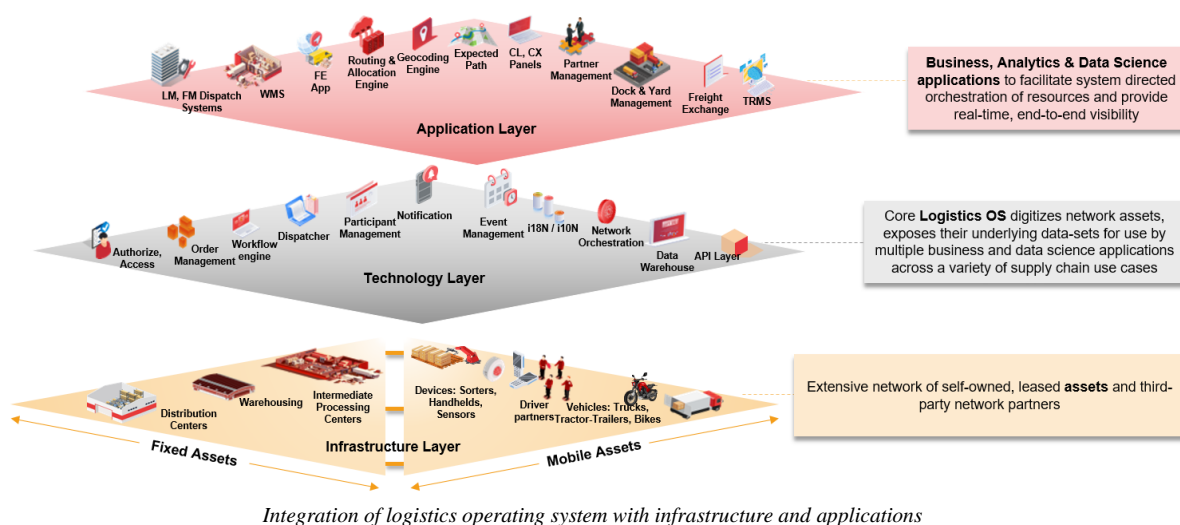 LM, FM Dispatch
Systems
WMS
FE
App
Routing &
Allocation
Engine
Geocoding
Engine
Expected
Path
CL, CX
Panels
Partner
Management
Dock & Yard
Management
Freight
Exchange
TRMS
Application Layer
Business, Analytics & Data Science
applications to facilitate system directed
orchestration of resources and provide
real-time, end-to-end visibility
Authorize,
Access
Order
Management
Workflow
engine
Dispatcher
Participant
Management
Notification
Event
Management
i18N / i10N
Network
Orchestration
Data
Warehouse
API Layer
Technology Layer
Core Logistics OS digitizes network assets,
exposes their underlying data-sets for use by
multiple business and data science applications
across a variety of supply chain use cases
Distribution
Centers
Warehousing
Intermediate
Processing
Centers
Devices: Sorters,
Handhelds,
Sensors
Driver
partners
Vehicles: Trucks,
Tractor-Trailers, Bikes
Infrastructure Layer
Fixed Assets
Mobile Assets
Extensive network of self-owned, leased assets and third-
party network partners
Integration of logistics operating system with infrastructure and applications